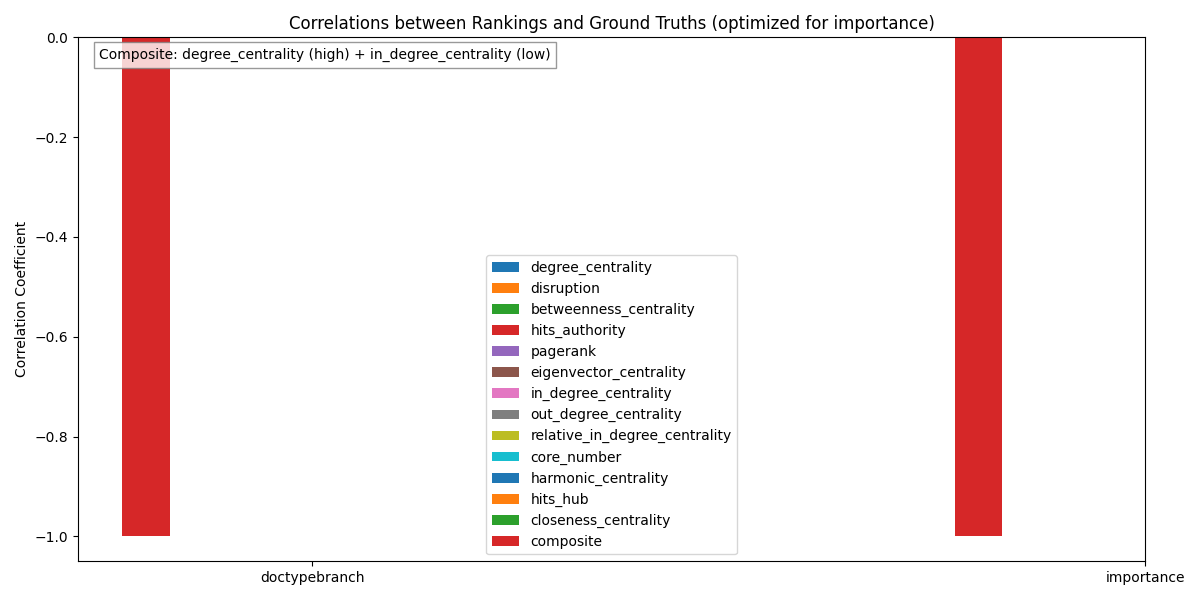 Correlations between Rankings and Ground Truths (optimized for importance)
Composite: degree_centrality (high) + in_degree_centrality (low)
Correlation Coefficient
0.0
−0.2
−0.4
−0.6
−0.8
−1.0
degree_centrality
disruption
betweenness_centrality
hits_authority
pagerank
eigenvector_centrality
in_degree_centrality
out_degree_centrality
relative_in_degree_centrality
core_number
harmonic_centrality
hits_hub
closeness_centrality
composite
doctypebranch
importance